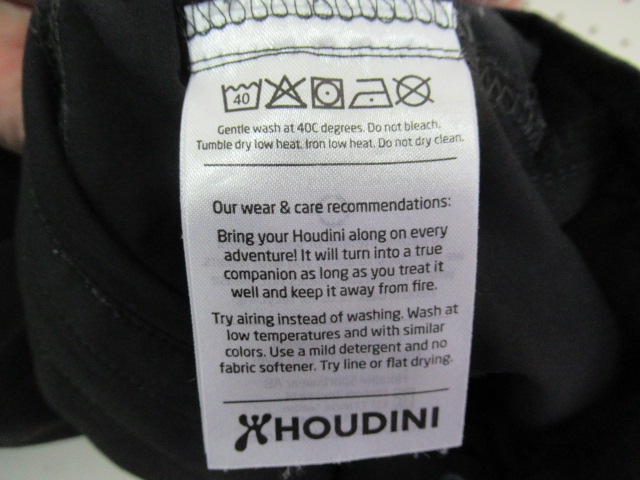 40
Gentle wash at 40C degrees. Do not bleach.
Tumble dry low heat. Iron low heat. Do not dry clean.
Our wear & care recommendations:
Bring your Houdini along on every
adventure! It will turn into a true
companion as long as you treat it
well and keep it away from fire.
Try airing instead of washing. Wash at
low temperatures and with similar
colors. Use a mild detergent and no
fabric softener. Try line or flat drying.
HOUDINI